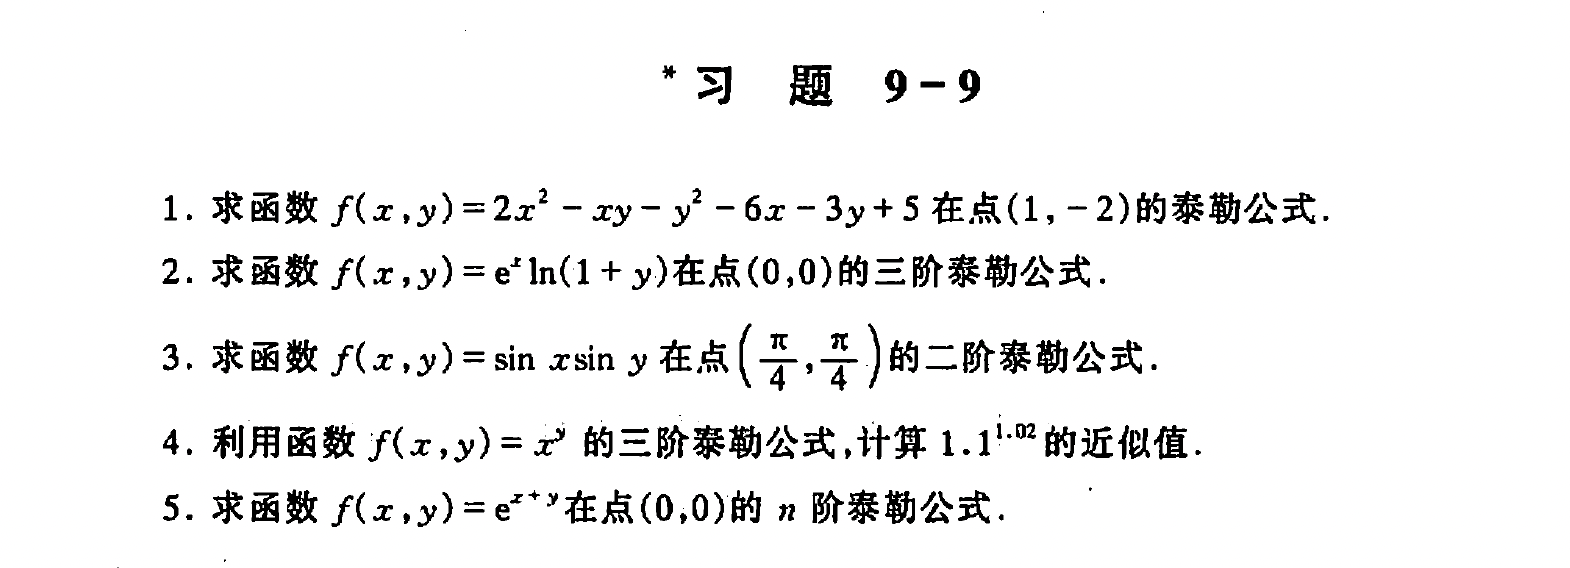 *习 题 9-9
1. 求函数 f(x,y)=2x²-xy-y²-6x-3y+5 在点(1,-2)的泰勒公式.
2. 求函数 f(x,y)=eˣln(1+y)在点(0,0)的三阶泰勒公式.
3. 求函数 f(x,y)=sin xsin y 在点(π/4,π/4)的二阶泰勒公式.
4. 利用函数 f(x,y)=xʸ 的三阶泰勒公式,计算 1.1^1.02 的近似值.
5. 求函数 f(x,y)=e^(x+y)在点(0,0)的 n 阶泰勒公式.